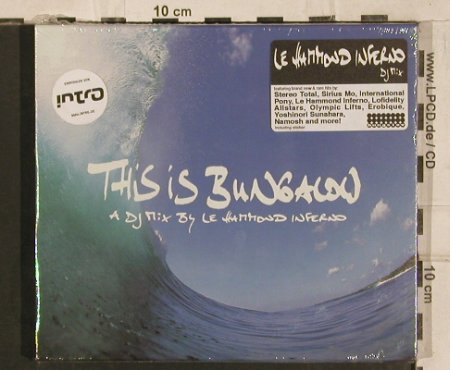 10 cm
LE HAMMOND INFERNO
DJ MIX
featuring brand new & rare hits by:
Stereo Total, Sirius Mo, International
Pony, Le Hammond Inferno, Lofidelity
Allstars, Olympic Lifts, Erobique,
Yoshinori Sunahara,
Namosh and more!
including sticker
THIS IS BUNGALOW
A DJ MIX BY LE HAMMOND INFERNO
www.LPCD.de / CD
10 cm